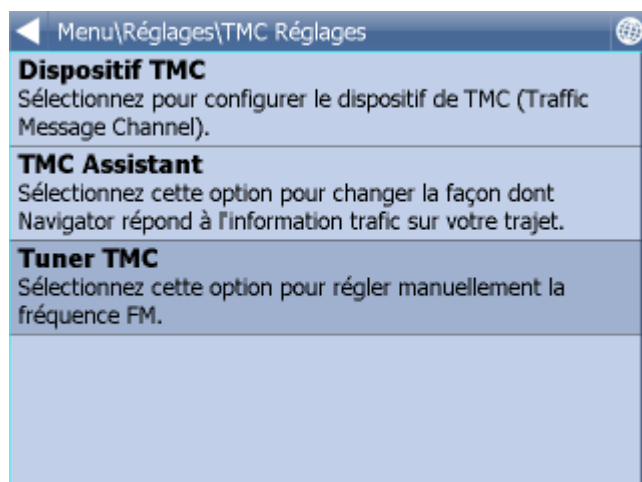 Menu\Réglages\TMC Réglages
Dispositif TMC
Sélectionnez pour configurer le dispositif de TMC (Traffic
Message Channel).
TMC Assistant
Sélectionnez cette option pour changer la façon dont
Navigator répond à l'information trafic sur votre trajet.
Tuner TMC
Sélectionnez cette option pour régler manuellement la
fréquence FM.